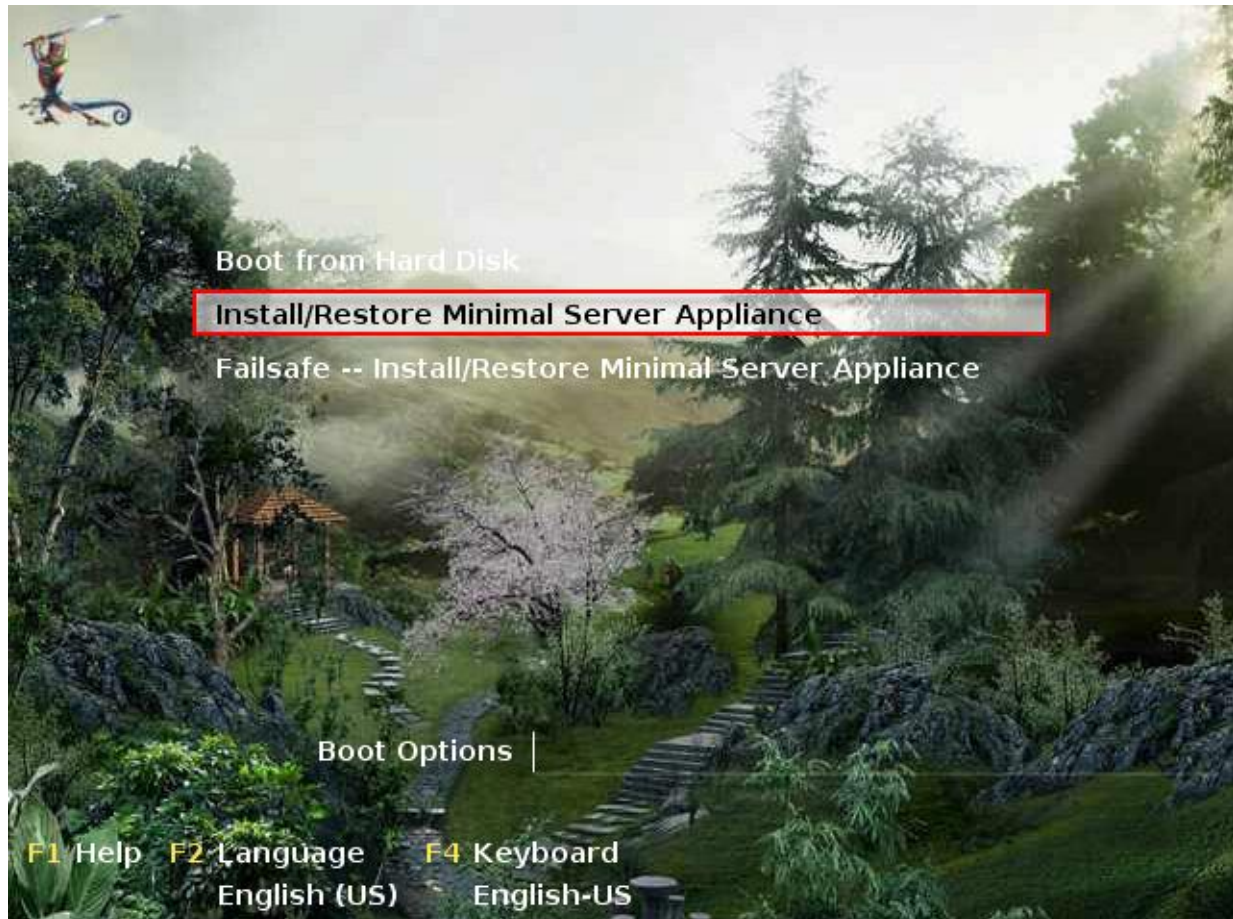 Boot from Hard Disk
Install/Restore Minimal Server Appliance
Failsafe -- Install/Restore Minimal Server Appliance
Boot Options
F1 Help F2 Language F4 Keyboard
English (US) English-US